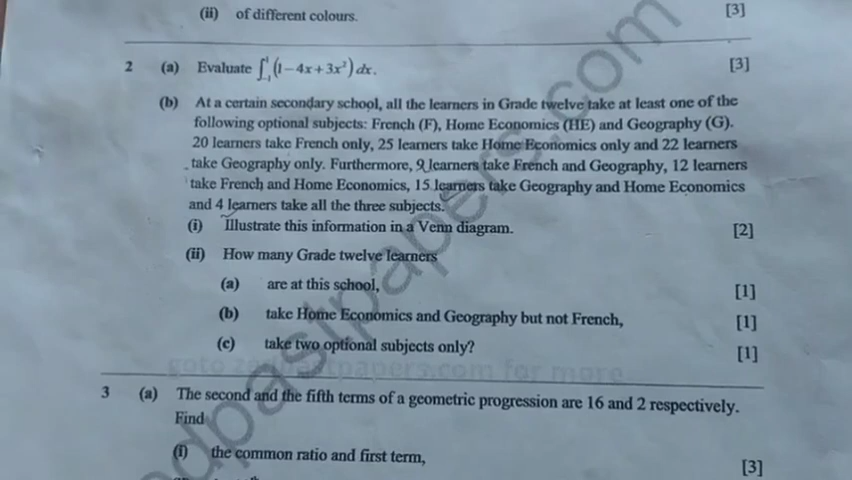 (ii) of different colours. [3]
2 (a) Evaluate ∫₋₁¹ (1 – 4x + 3x²) dx. [3]
(b) At a certain secondary school, all the learners in Grade twelve take at least one of the
following optional subjects: French (F), Home Economics (HE) and Geography (G).
20 learners take French only, 25 learners take Home Economics only and 22 learners
take Geography only. Furthermore, 9 learners take French and Geography, 12 learners
take French and Home Economics, 15 learners take Geography and Home Economics
and 4 learners take all the three subjects.
(i) Illustrate this information in a Venn diagram. [2]
(ii) How many Grade twelve learners
(a) are at this school, [1]
(b) take Home Economics and Geography but not French, [1]
(c) take two optional subjects only? [1]
3 (a) The second and the fifth terms of a geometric progression are 16 and 2 respectively.
Find
(i) the common ratio and first term, [3]